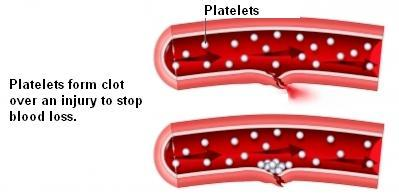 Platelets
Platelets form clot
over an injury to stop
blood loss.